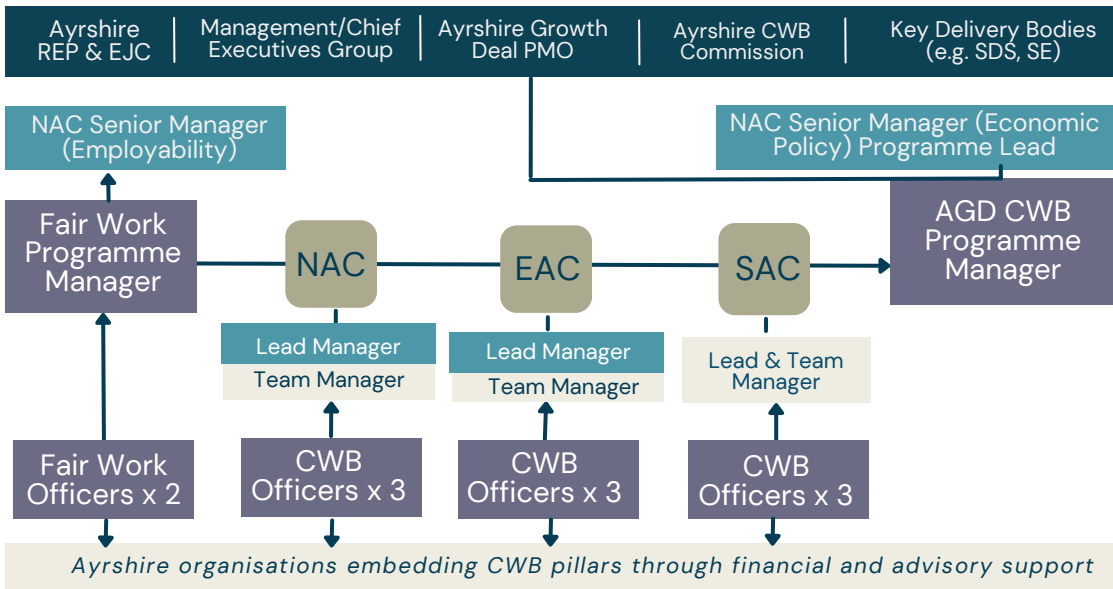 Ayrshire
REP & EJC
Management/Chief
Executives Group
Ayrshire Growth
Deal PMO
Ayrshire CWB
Commission
Key Delivery Bodies
(e.g. SDS, SE)
NAC Senior Manager
(Employability)
NAC Senior Manager (Economic
Policy) Programme Lead
Fair Work
Programme
Manager
NAC
EAC
SAC
AGD CWB
Programme
Manager
Lead Manager
Team Manager
Lead Manager
Team Manager
Lead & Team
Manager
Fair Work
Officers x 2
CWB
Officers x 3
CWB
Officers x 3
CWB
Officers x 3
Ayrshire organisations embedding CWB pillars through financial and advisory support